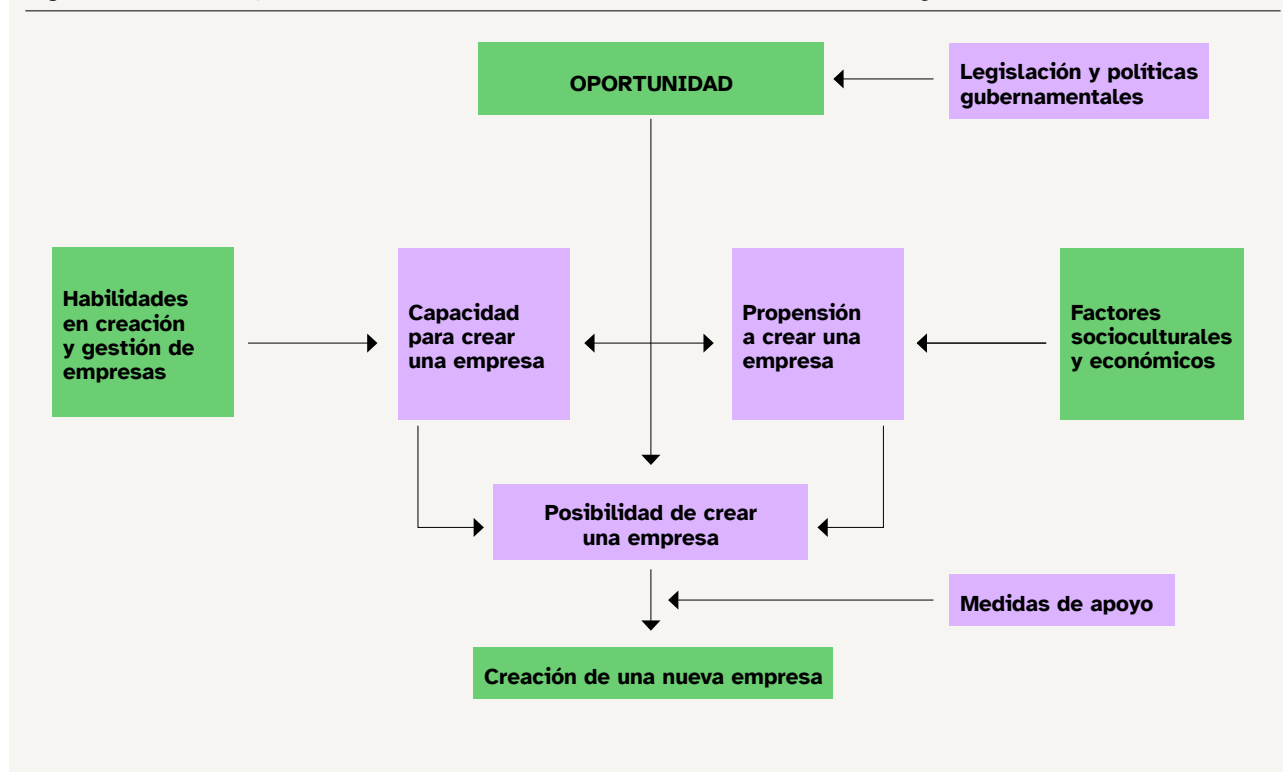 OPORTUNIDAD
Legislación y políticas
gubernamentales
Habilidades
en creación
y gestión de
empresas
Capacidad
para crear
una empresa
Propensión
a crear una
empresa
Factores
socioculturales
y económicos
Posibilidad de crear
una empresa
Medidas de apoyo
Creación de una nueva empresa